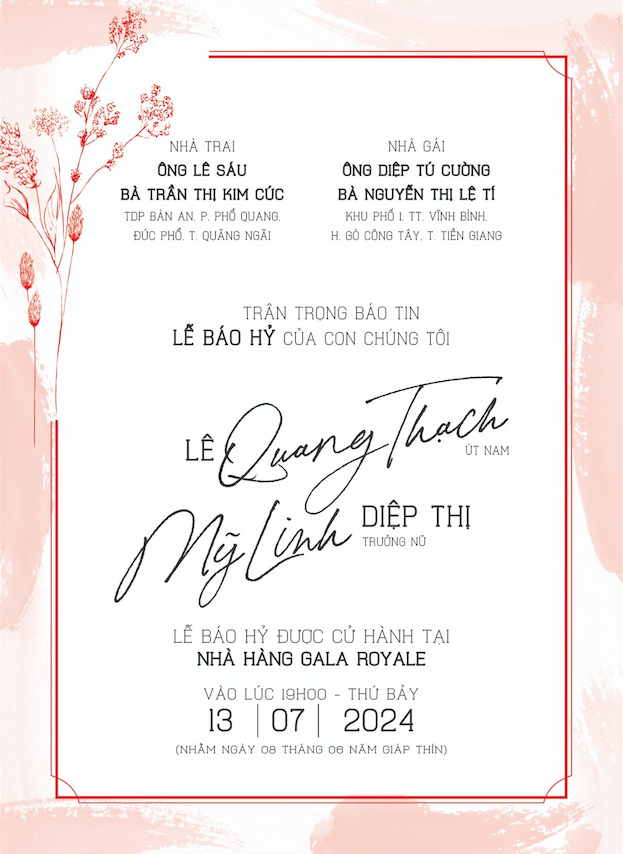 NHÀ TRAI
ÔNG LÊ SÁU
BÀ TRẦN THỊ KIM CÚC
TDP BÀN AN, P. PHỔ QUANG,
ĐỨC PHỔ, T. QUÃNG NGÃI
NHÀ GÁI
ÔNG DIỆP TÚ CƯỜNG
BÀ NGUYỄN THỊ LỆ TÍ
KHU PHỐ 1, TT. VĨNH BÌNH,
H. GÒ CÔNG TÂY, T. TIỀN GIANG
TRÂN TRỌNG BÁO TIN
LỄ BÁO HỶ CỦA CON CHÚNG TÔI
LÊ Quang Thạch
ÚT NAM
Mỹ Linh DIỆP THỊ
TRƯỞNG NỮ
LỄ BÁO HỶ ĐƯỢC CỬ HÀNH TẠI
NHÀ HÀNG GALA ROYALE
VÀO LÚC 19H00 - THỨ BẢY
13 | 07 | 2024
(NHẰM NGÀY 08 THÁNG 06 NĂM GIÁP THÌN)